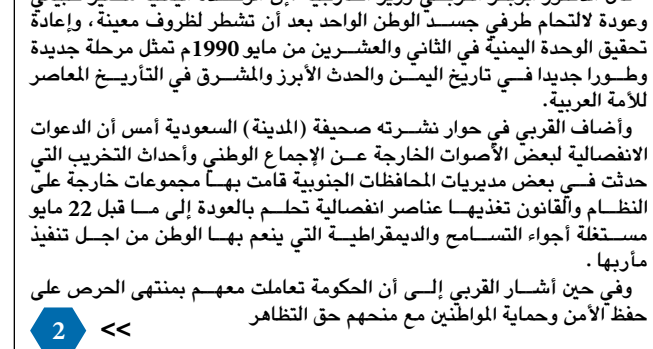 وعودة لالتحام طرفي جسد الوطن الواحد بعد أن تشطر لظروف معينة، وإعادة
تحقيق الوحدة اليمنية في الثاني والعشرين من مايو 1990م تمثل مرحلة جديدة
وطورا جديدا في تاريخ اليمن والحدث الأبرز والمشرق في التأريخ المعاصر
للأمة العربية.
وأضاف القربي في حوار نشرته صحيفة (المدينة) السعودية أمس أن الدعوات
الانفصالية لبعض الأصوات الخارجة عن الإجماع الوطني وأحداث التخريب التي
حدثت في بعض مديريات المحافظات الجنوبية قامت بها مجموعات خارجة على
النظام والقانون تغذيها عناصر انفصالية تحلم بالعودة إلى ما قبل 22 مايو
مستغلة أجواء التسامح والديمقراطية التي ينعم بها الوطن من اجل تنفيذ
مأربها .
وفي حين أشار القربي إلى أن الحكومة تعاملت معهم بمنتهى الحرص على
حفظ الأمن وحماية المواطنين مع منحهم حق التظاهر
>> 2